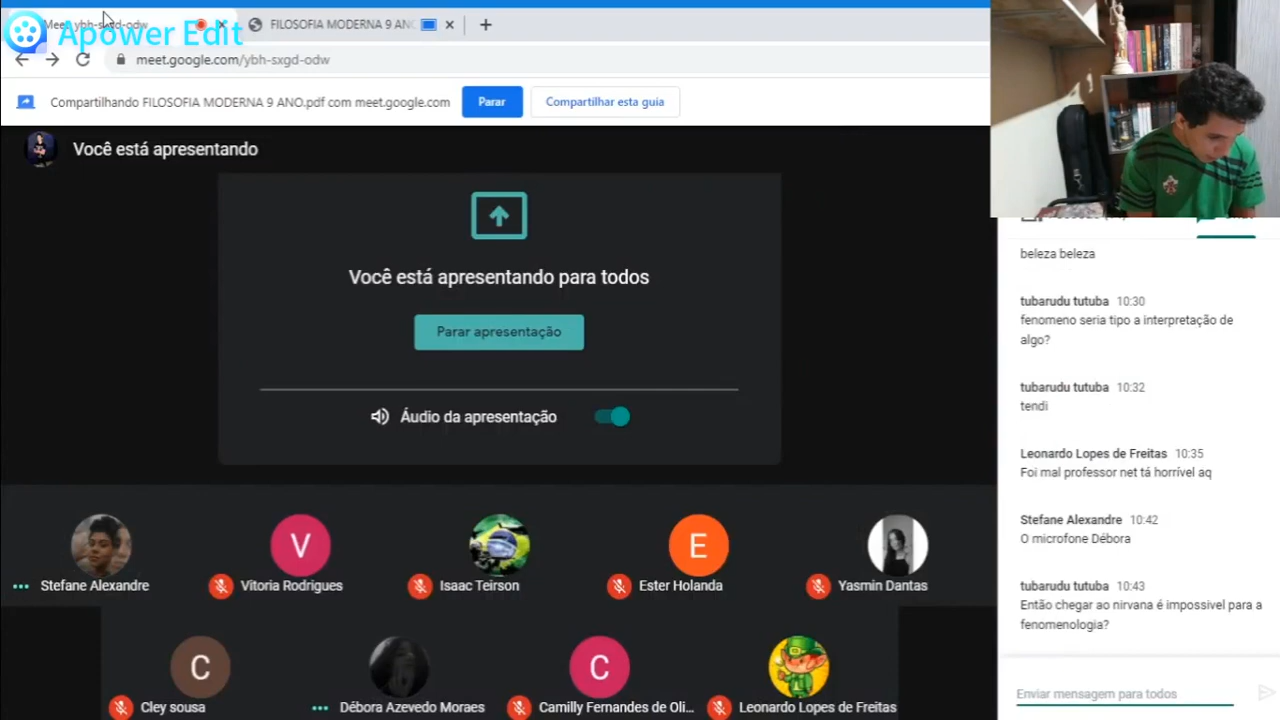 Meet ybh-sxgd-odw
FILOSOFIA MODERNA 9 ANO.
Apower Edit
meet.google.com/ybh-sxgd-odw
Compartilhando FILOSOFIA MODERNA 9 ANO.pdf com meet.google.com
Parar
Compartilhar esta guia
Você está apresentando
Você está apresentando para todos
Parar apresentação
Áudio da apresentação
Stefane Alexandre
Vitoria Rodrigues
Isaac Teirson
Ester Holanda
Yasmin Dantas
C
V
E
C
Cley sousa
Débora Azevedo Moraes
Camilly Fernandes de Oli...
Leonardo Lopes de Freitas
beleza beleza
tubarudu tutuba 10:30
fenomeno seria tipo a interpretação de
algo?
tubarudu tutuba 10:32
tendi
Leonardo Lopes de Freitas 10:35
Foi mal professor net tá horrível aq
Stefane Alexandre 10:42
O microfone Débora
tubarudu tutuba 10:43
Então chegar ao nirvana é impossivel para a
fenomenologia?
Enviar mensagem para todos